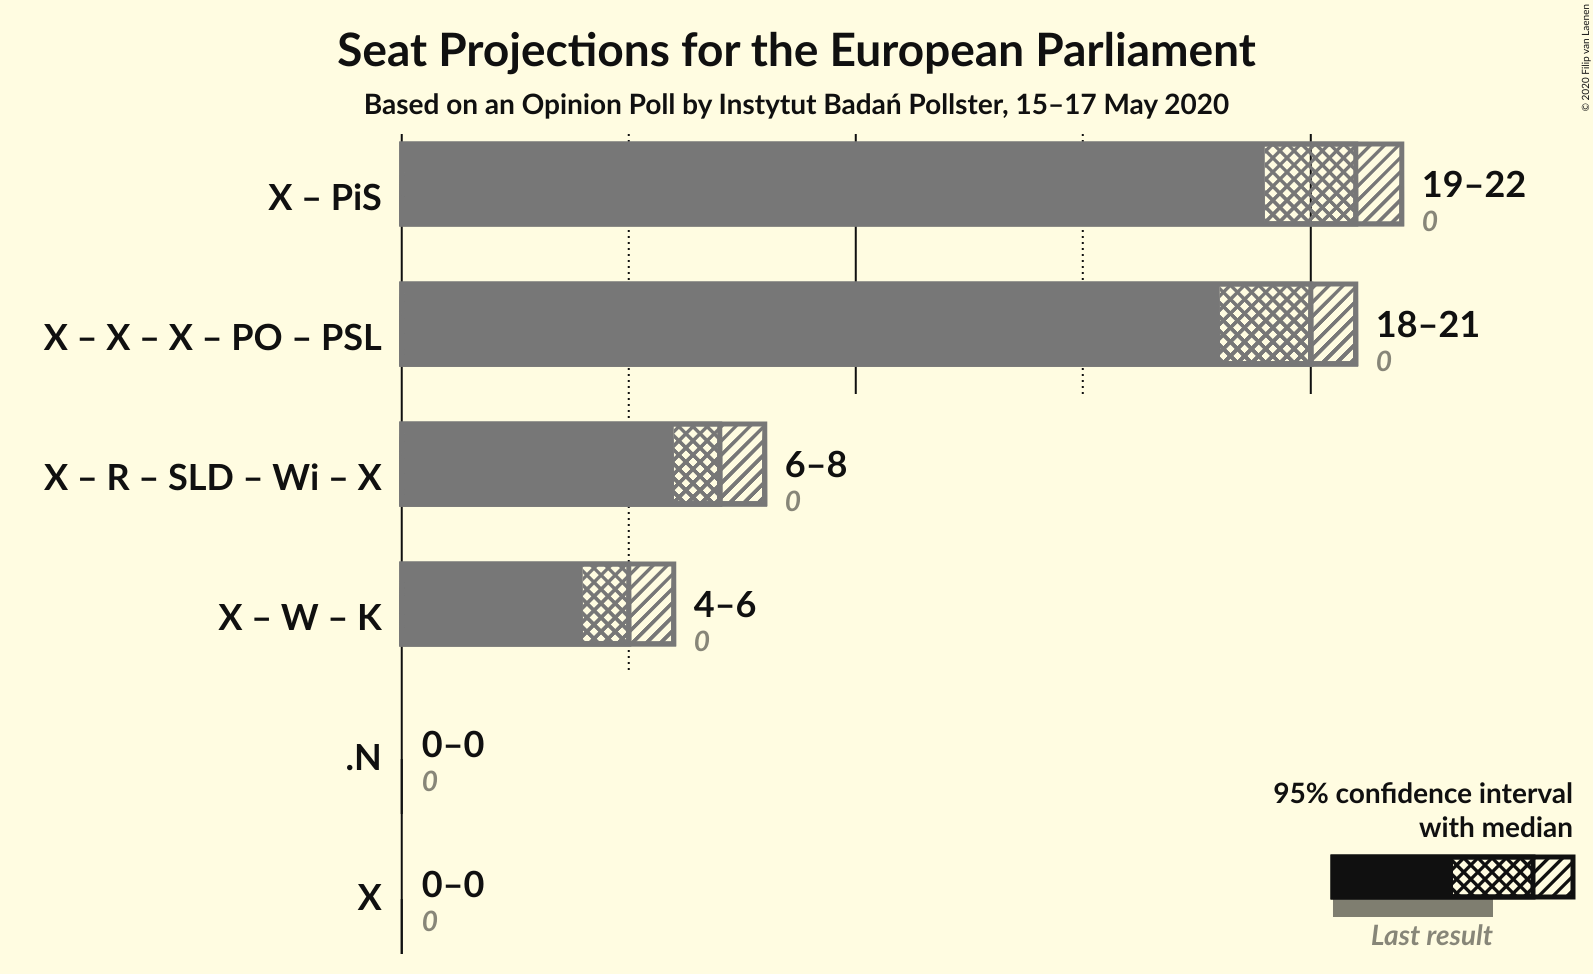 Seat Projections for the European Parliament
Based on an Opinion Poll by Instytut Badań Pollster, 15–17 May 2020
© 2020 Filip van Laenen
X – PiS
19–22
0
X – X – X – PO – PSL
18–21
0
X – R – SLD – Wi – X
6–8
0
X – W – K
4–6
0
.N
0–0
0
X
0–0
0
95% confidence interval
with median
Last result